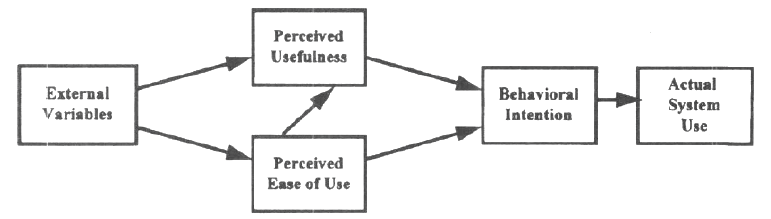 External
Variables
Perceived
Usefulness
Perceived
Ease of Use
Behavioral
Intention
Actual
System
Use